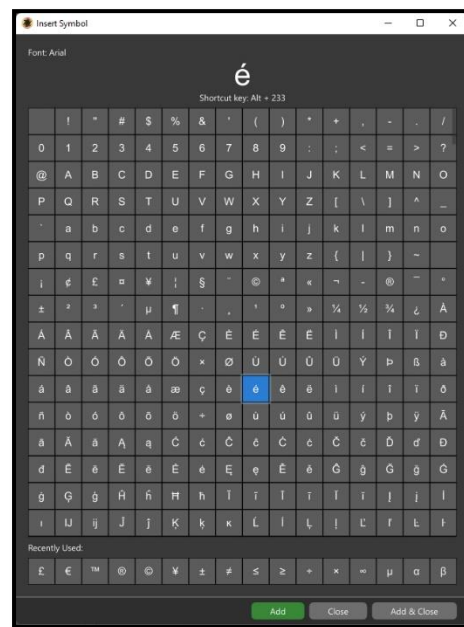 Insert Symbol
Font: Arial
é
Shortcut key: Alt + 233
! " # $ % & ' ( ) * + , - . /
0 1 2 3 4 5 6 7 8 9 : ; < = > ?
@ A B C D E F G H I J K L M N O
P Q R S T U V W X Y Z [ \ ] ^ _
` a b c d e f g h i j k l m n o
p q r s t u v w x y z { | } ~
¡ ¢ £ ¤ ¥ ¦ § ¨ © ª « ¬ - ® ¯ °
± ² ³ ´ µ ¶ · ¸ ¹ º » ¼ ½ ¾ ¿ À
Á Â Ã Ä Å Æ Ç È É Ê Ë Ì Í Î Ï Ð
Ñ Ò Ó Ô Õ Ö × Ø Ù Ú Û Ü Ý Þ ß à
á â ã ä å æ ç è é ê ë ì í î ï ð
ñ ò ó ô õ ö ÷ ø ù ú û ü ý þ ÿ Ā
ā Ă ă Ą ą Ć ć Ĉ ĉ Ċ ċ Č č Ď ď Đ
đ Ē ē Ĕ ĕ Ė ė Ę ę Ě ě Ĝ ĝ Ğ ğ Ġ
ġ Ģ ģ Ĥ ĥ Ħ ħ Ĩ ĩ Ī ī Ĭ ĭ Į į İ
ı Ĳ ĳ Ĵ ĵ Ķ ķ ĸ Ĺ ĺ Ļ ļ Ľ ľ Ŀ ŀ
Recently Used:
£ € ™ ® © ¥ ± ≠ ≤ ≥ ÷ × ∞ µ α β
Add Close Add & Close